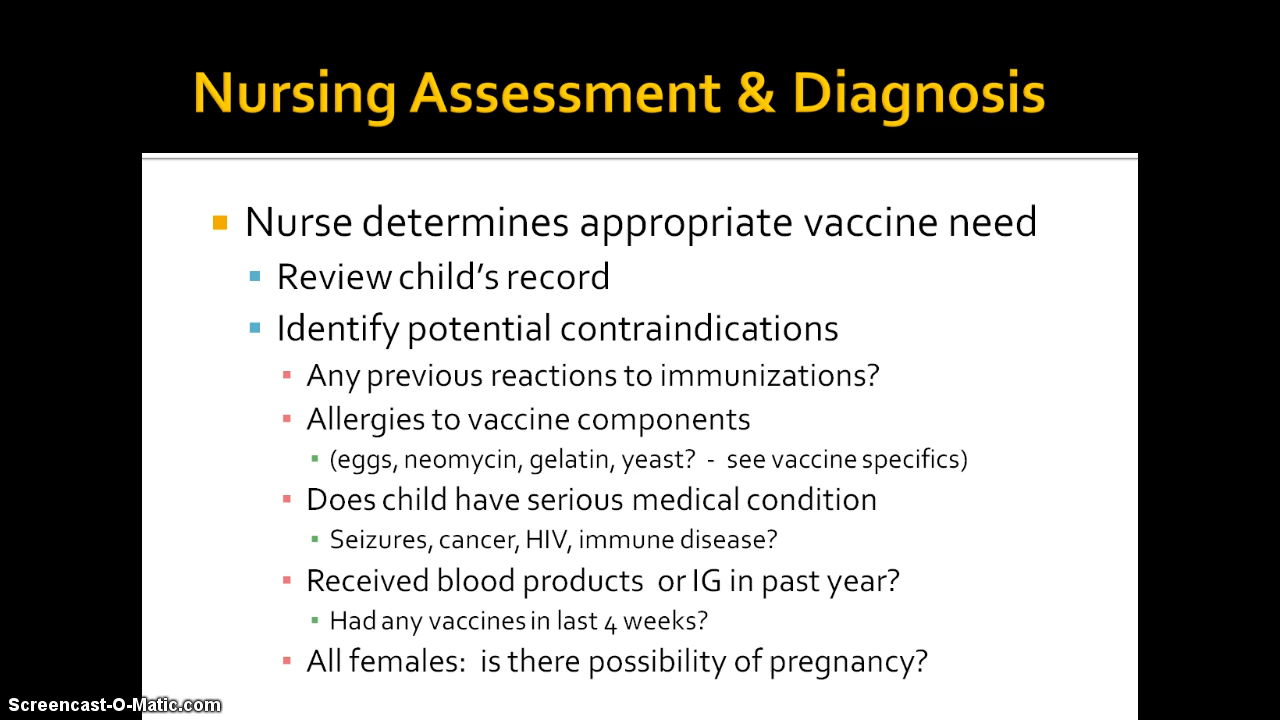 Nursing Assessment & Diagnosis
Nurse determines appropriate vaccine need
Review child's record
Identify potential contraindications
Any previous reactions to immunizations?
Allergies to vaccine components
(eggs, neomycin, gelatin, yeast? - see vaccine specifics)
Does child have serious medical condition
Seizures, cancer, HIV, immune disease?
Received blood products or IG in past year?
Had any vaccines in last 4 weeks?
All females: is there possibility of pregnancy?
Screencast-O-Matic.com